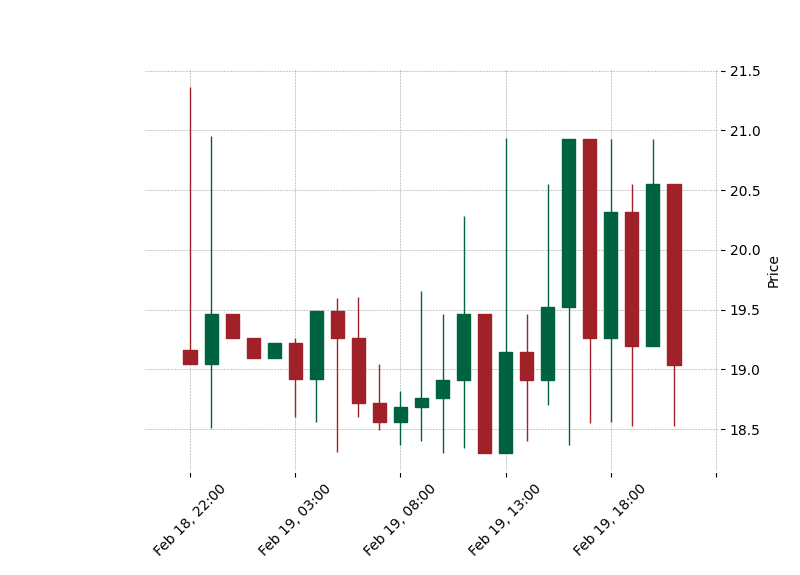 21.5
21.0
20.5
20.0
19.5
19.0
18.5
Price
Feb 18, 22:00
Feb 19, 03:00
Feb 19, 08:00
Feb 19, 13:00
Feb 19, 18:00